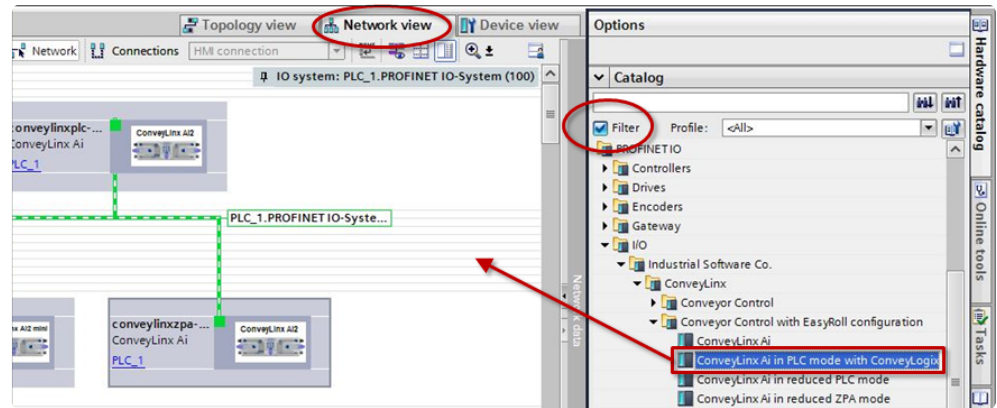 Topology view
Network view
Device view
Options
Network
Connections
HMI connection
IO system: PLC_1.PROFINET IO-System (100)
Catalog
Filter
Profile:
<All>
onveylinxplc-...
ConveyLinx Ai
PLC_1
ConveyLinx Ai2
PROFINET IO
Controllers
Drives
Encoders
Gateway
I/O
Industrial Software Co.
ConveyLinx
Conveyor Control
Conveyor Control with EasyRoll configuration
ConveyLinx Ai
ConveyLinx Ai in PLC mode with ConveyLogix
ConveyLinx Ai in reduced PLC mode
ConveyLinx Ai in reduced ZPA mode
PLC_1.PROFINET IO-Syste...
Ai2 mini
conveylinxzpa-...
ConveyLinx Ai
PLC_1
ConveyLinx Ai2
Network data
Hardware catalog
Online tools
Tasks